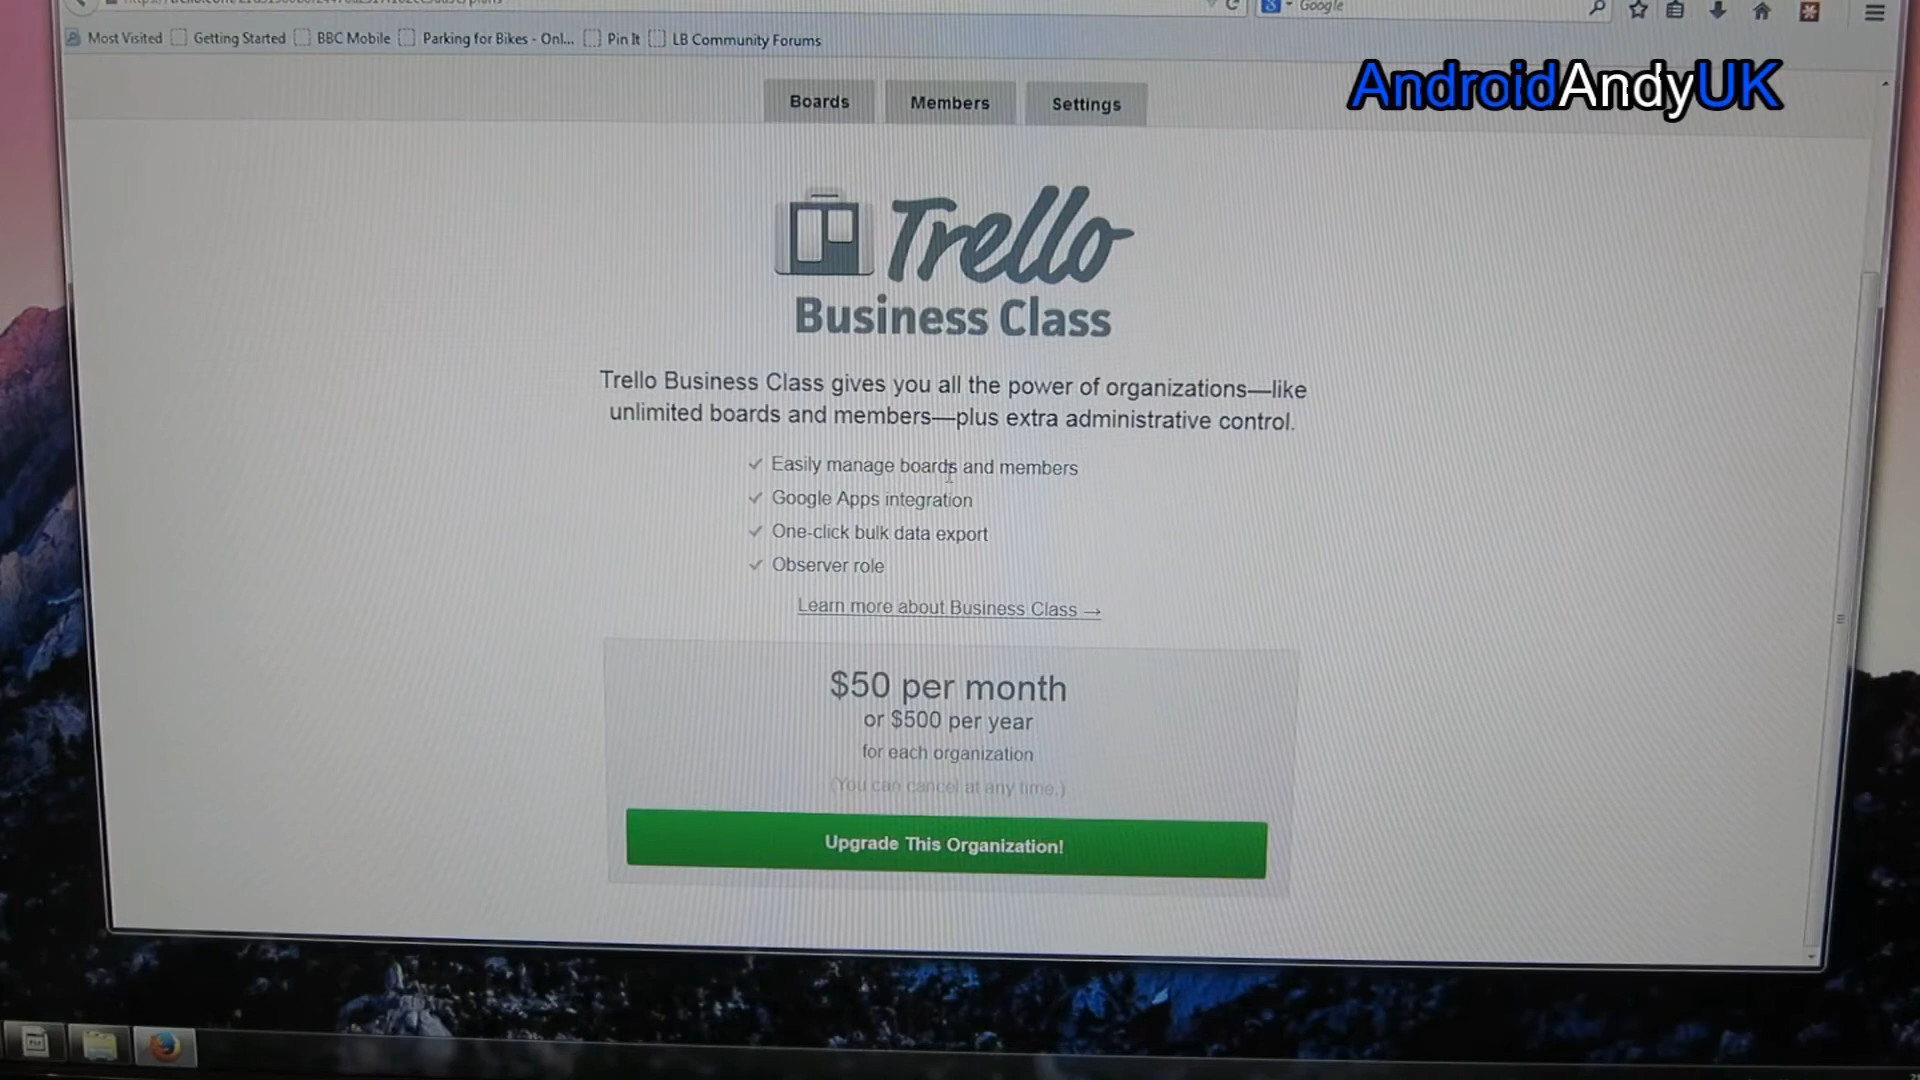 Google
Most Visited Getting Started BBC Mobile Parking for Bikes - Onl... Pin It LB Community Forums
AndroidAndyUK
Boards Members Settings
Trello
Business Class
Trello Business Class gives you all the power of organizations—like
unlimited boards and members—plus extra administrative control.
✓ Easily manage boards and members
✓ Google Apps integration
✓ One-click bulk data export
✓ Observer role
Learn more about Business Class →
$50 per month
or $500 per year
for each organization
(You can cancel at any time.)
Upgrade This Organization!